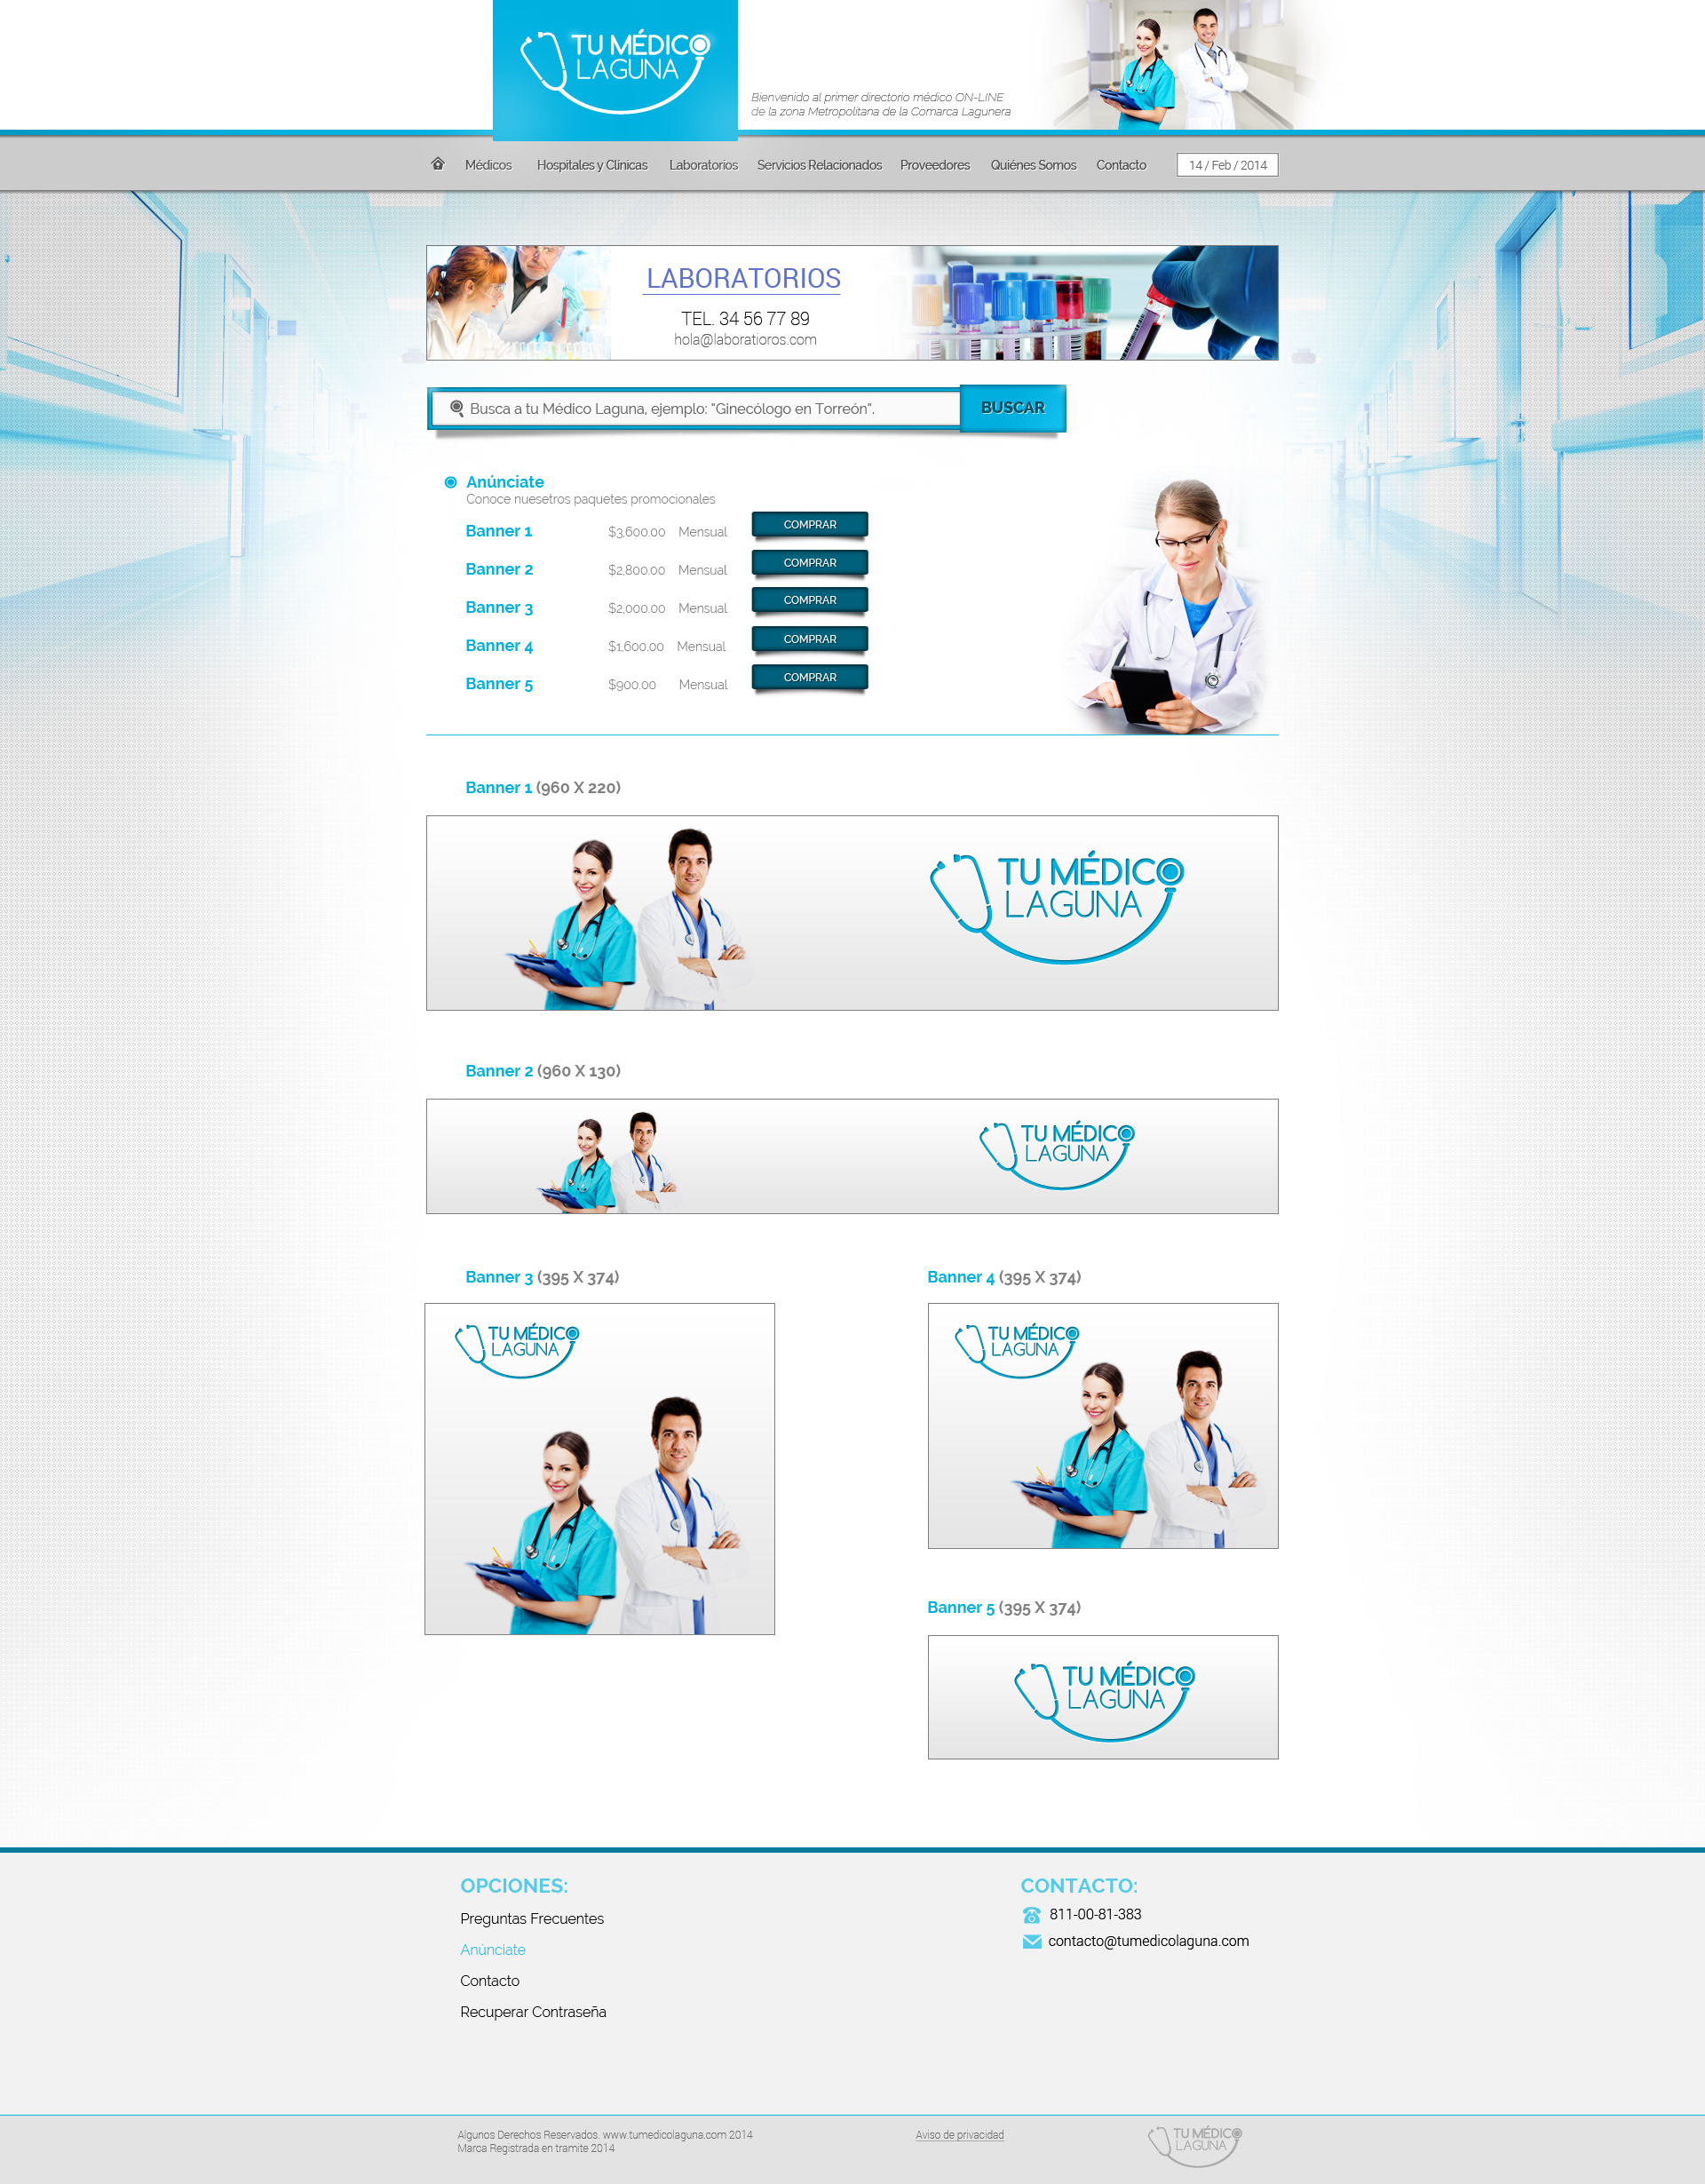 TU MÉDICO
LAGUNA
Bienvenido al primer directorio médico ON-LINE
de la zona Metropolitana de la Comarca Lagunera
Médicos Hospitales y Clínicas Laboratorios Servicios Relacionados Proveedores Quiénes Somos Contacto 14 / Feb / 2014
LABORATORIOS
TEL. 34 56 77 89
hola@laboratioros.com
Busca a tu Médico Laguna, ejemplo: "Ginecólogo en Torreón".
BUSCAR
Anúnciate
Conoce nuesetros paquetes promocionales
Banner 1 $3,600.00 Mensual COMPRAR
Banner 2 $2,800.00 Mensual COMPRAR
Banner 3 $2,000.00 Mensual COMPRAR
Banner 4 $1,600.00 Mensual COMPRAR
Banner 5 $900.00 Mensual COMPRAR
Banner 1 (960 X 220)
TU MÉDICO
LAGUNA
Banner 2 (960 X 130)
TU MÉDICO
LAGUNA
Banner 3 (395 X 374)
TU MÉDICO
LAGUNA
Banner 4 (395 X 374)
TU MÉDICO
LAGUNA
Banner 5 (395 X 374)
TU MÉDICO
LAGUNA
OPCIONES:
Preguntas Frecuentes
Anúnciate
Contacto
Recuperar Contraseña
CONTACTO:
811-00-81-383
contacto@tumedicolaguna.com
Algunos Derechos Reservados. www.tumedicolaguna.com 2014
Marca Registrada en tramite 2014
Aviso de privacidad
TU MÉDICO
LAGUNA